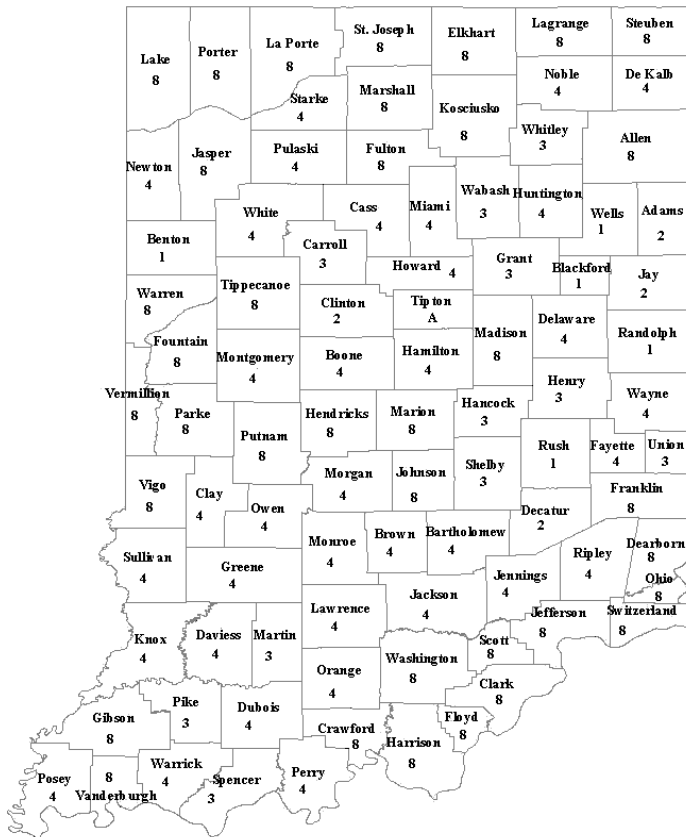 Lake
8
Porter
8
La Porte
8
St. Joseph
8
Elkhart
8
Lagrange
8
Steuben
8
Noble
4
De Kalb
4
Starke
4
Marshall
8
Kosciusko
8
Whitley
3
Allen
8
Newton
4
Jasper
8
Pulaski
4
Fulton
8
Wabash
3
Huntington
4
Miami
4
Cass
4
White
4
Wells
1
Adams
2
Benton
1
Carroll
3
Howard 4
Grant
3
Blackford
1
Jay
2
Warren
8
Tippecanoe
8
Clinton
2
Tipton
A
Madison
8
Delaware
4
Randolph
1
Fountain
8
Montgomery
4
Boone
4
Hamilton
4
Henry
3
Wayne
4
Vermillion
8
Parke
8
Hendricks
8
Marion
8
Hancock
3
Putnam
8
Rush
1
Fayette
4
Union
3
Shelby
3
Morgan
4
Johnson
8
Franklin
8
Vigo
8
Clay
4
Owen
4
Decatur
2
Monroe
4
Brown
4
Bartholomew
4
Dearborn
8
Ripley
4
Sullivan
4
Greene
4
Jennings
4
Ohio
8
Jackson
4
Lawrence
4
Jefferson
8
Switzerland
8
Knox
4
Daviess
4
Martin
3
Scott
8
Washington
8
Orange
4
Clark
8
Pike
3
Dubois
4
Gibson
8
Floyd
8
Crawford
8
Harrison
8
Posey
4
8
Vanderburgh
Warrick
4
Spencer
3
Perry
4